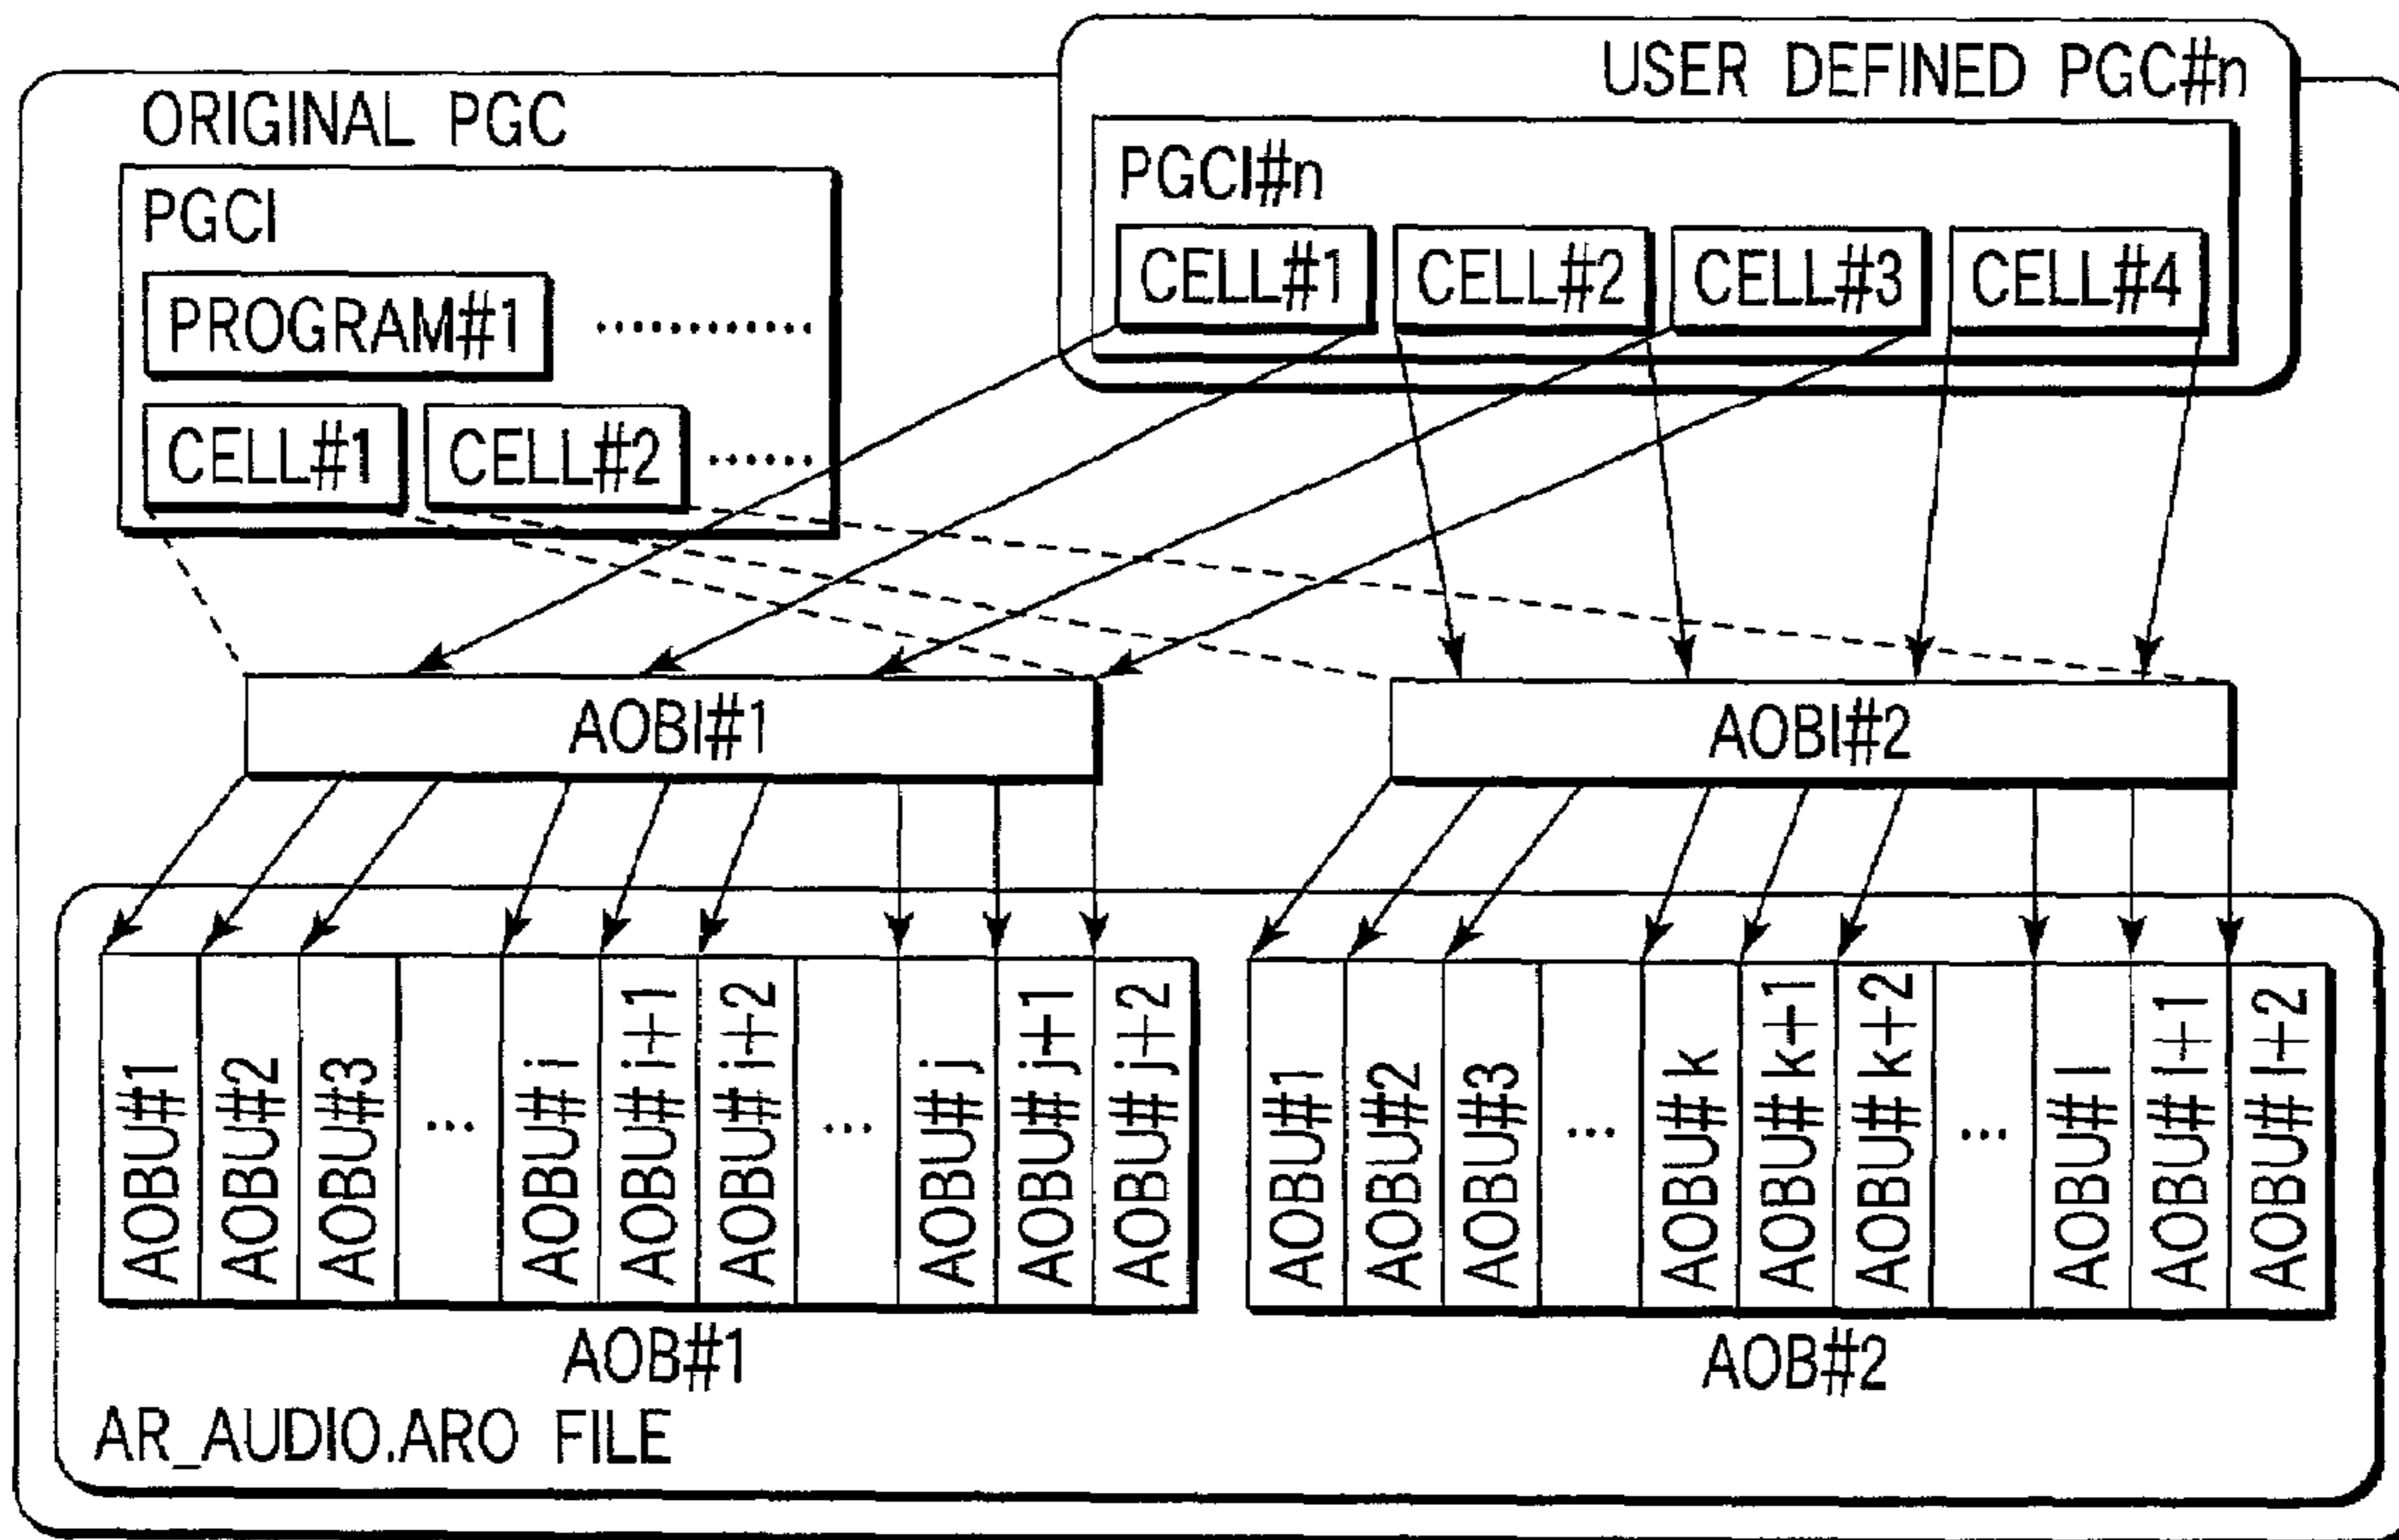 USER DEFINED PGC#n
ORIGINAL PGC
PGCI#n
PGCI
CELL#1
CELL#2
CELL#3
CELL#4
PROGRAM#1
............
CELL#1
CELL#2
......
AOBI#1
AOBI#2
AOBU#1
AOBU#2
AOBU#3
...
AOBU#i
AOBU#i+1
AOBU#i+2
...
AOBU#j
AOBU#j+1
AOBU#j+2
AOBU#1
AOBU#2
AOBU#3
...
AOBU#k
AOBU#k+1
AOBU#k+2
...
AOBU#l
AOBU#l+1
AOBU#l+2
AOB#1
AOB#2
AR_AUDIO.ARO FILE